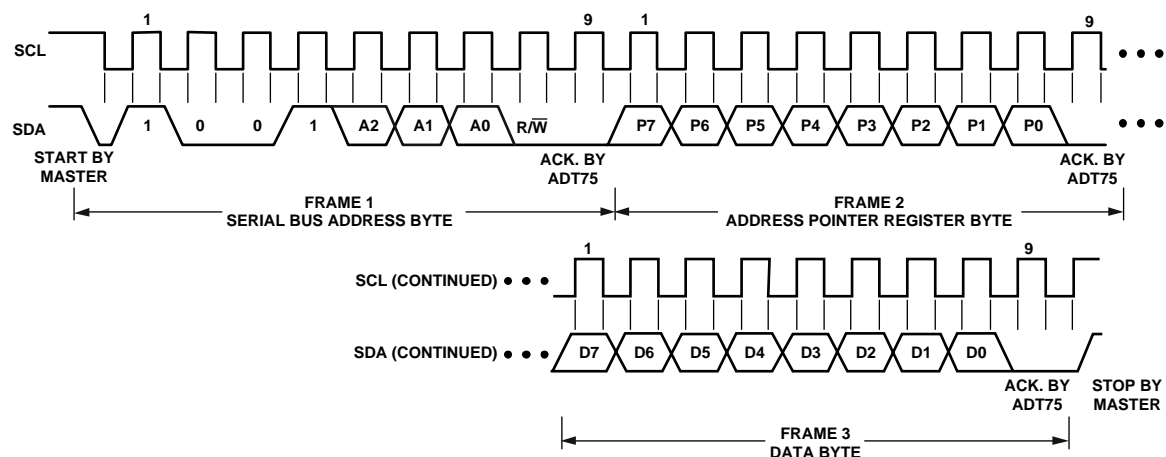 1 9 1 9
SCL
SDA 1 0 0 1 A2 A1 A0 R/W̅ P7 P6 P5 P4 P3 P2 P1 P0
START BY MASTER
ACK. BY ADT75
ACK. BY ADT75
FRAME 1
SERIAL BUS ADDRESS BYTE
FRAME 2
ADDRESS POINTER REGISTER BYTE
1 9
SCL (CONTINUED)
SDA (CONTINUED) D7 D6 D5 D4 D3 D2 D1 D0
ACK. BY ADT75
STOP BY MASTER
FRAME 3
DATA BYTE